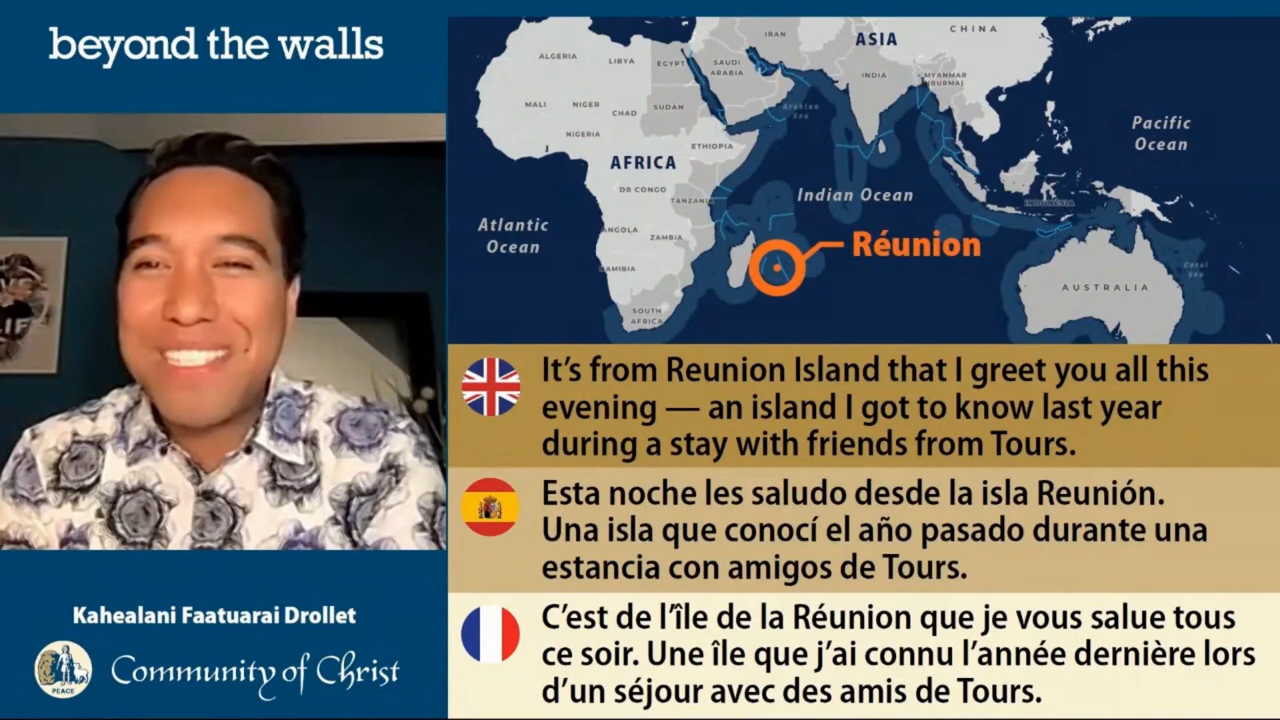 beyond the walls
IRAN
ASIA
CHINA
ALGERIA
LIBYA
EGYPT
SAUDI
ARABIA
INDIA
MYANMAR
(BURMA)
MALI
NIGER
CHAD
SUDAN
Arabian
Sea
NIGERIA
ETHIOPIA
Pacific
Ocean
AFRICA
DR CONGO
TANZANIA
Indian Ocean
INDONESIA
Atlantic
Ocean
ANGOLA
ZAMBIA
Réunion
NAMIBIA
Coral
Sea
AUSTRALIA
SOUTH
AFRICA
It’s from Reunion Island that I greet you all this
evening — an island I got to know last year
during a stay with friends from Tours.
Esta noche les saludo desde la isla Reunión.
Una isla que conocí el año pasado durante una
estancia con amigos de Tours.
C’est de l’île de la Réunion que je vous salue tous
ce soir. Une île que j’ai connu l’année dernière lors
d’un séjour avec des amis de Tours.
Kahealani Faatuarai Drollet
PEACE
Community of Christ